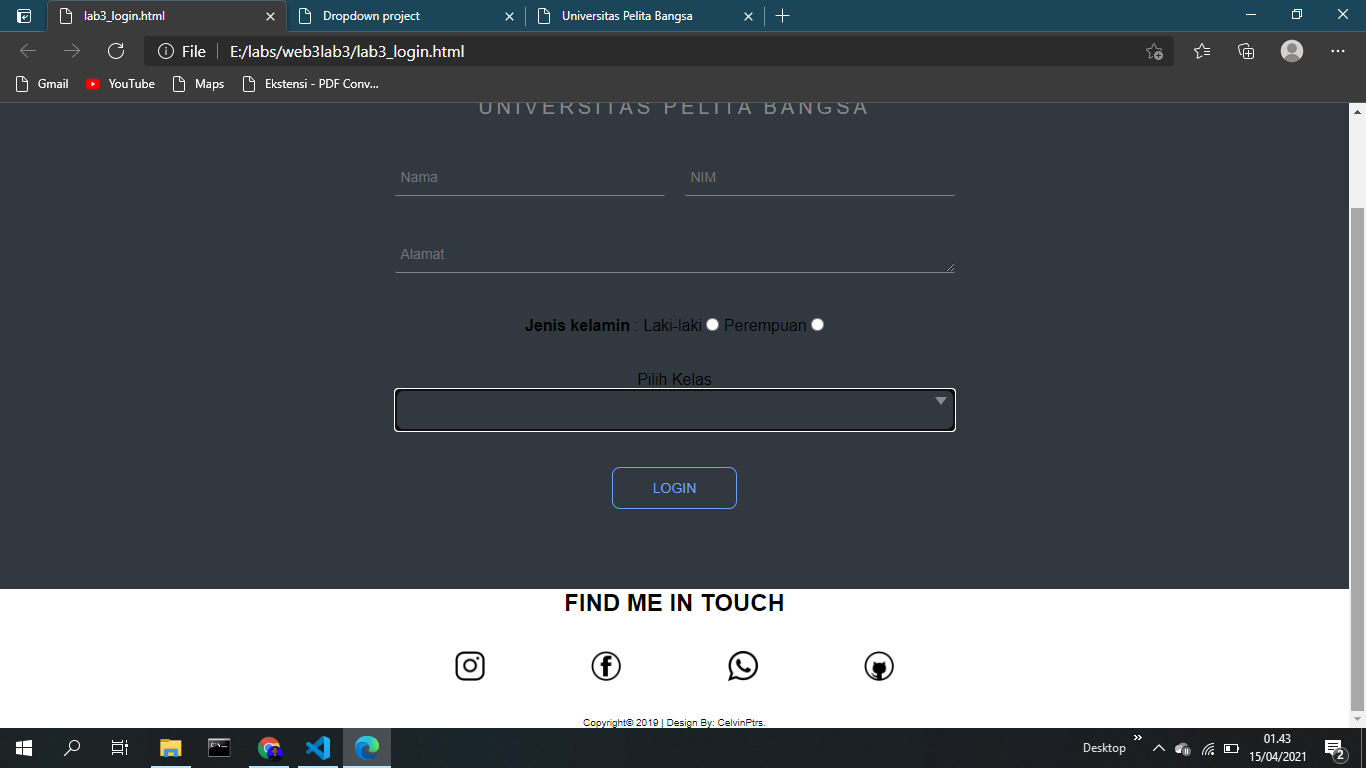 lab3_login.html
Dropdown project
Universitas Pelita Bangsa
File
E:/labs/web3lab3/lab3_login.html
Gmail
YouTube
Maps
Ekstensi - PDF Conv...
UNIVERSITAS PELITA BANGSA
Nama
NIM
Alamat
Jenis kelamin : Laki-laki Perempuan
Pilih Kelas
LOGIN
FIND ME IN TOUCH
Copyright© 2019 | Design By: CelvinPtrs.
Desktop
01.43
15/04/2021
2